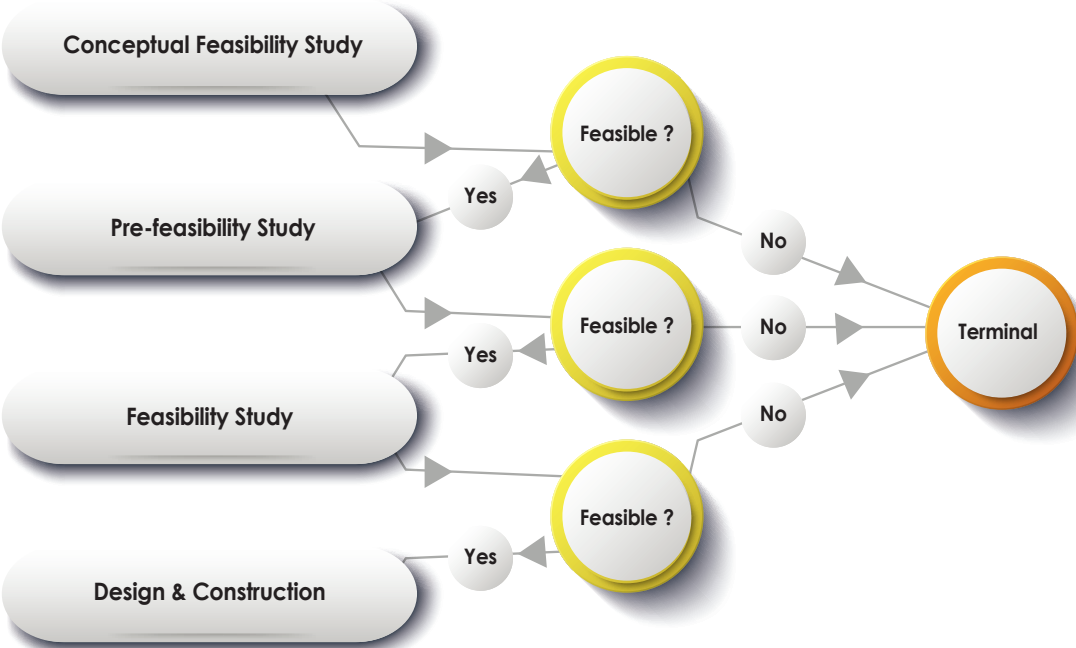 Conceptual Feasibility Study
Feasible ?
Yes
Pre-feasibility Study
No
Feasible ?
No
Terminal
Yes
Feasibility Study
No
Feasible ?
Yes
Design & Construction